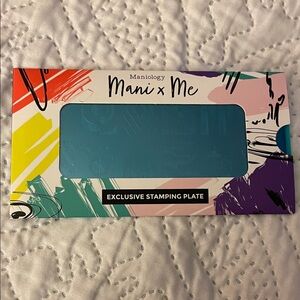 Maniology
Mani x Me
EXCLUSIVE STAMPING PLATE